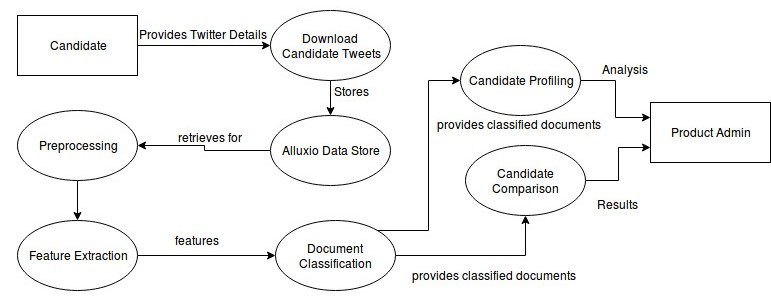 Candidate
Provides Twitter Details
Download
Candidate Tweets
Stores
Candidate Profiling
Analysis
provides classified documents
Product Admin
Preprocessing
retrieves for
Alluxio Data Store
Candidate
Comparison
Results
Feature Extraction
features
Document
Classification
provides classified documents